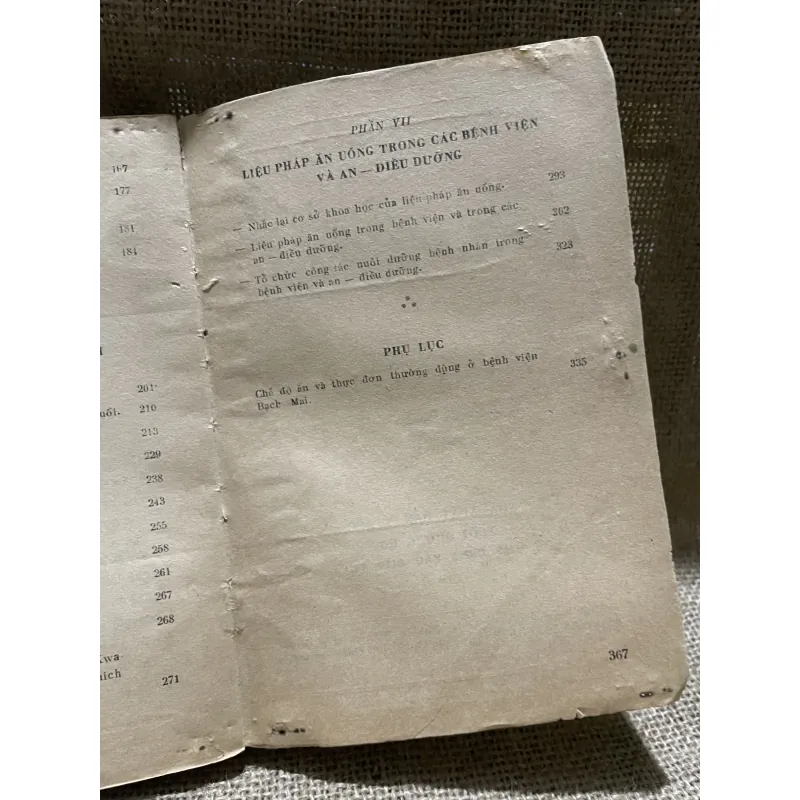 167
177
181
184
201
uổi. 210
213
229
238
243
255
258
261
267
268
Kwa-
hích 271
PHẦN VII
LIỆU PHÁP ĂN UỐNG TRONG CÁC BỆNH VIỆN
VÀ AN — ĐIỀU DƯỠNG
— Nhắc lại cơ sở khoa học của liệu pháp ăn uống. 293
— Liệu pháp ăn uống trong bệnh viện và trong các 302
an — điều dưỡng.
— Tổ chức công tác nuôi dưỡng bệnh nhân trong 323
bệnh viện và an — điều dưỡng.
PHỤ LỤC
Chế độ ăn và thực đơn thường dùng ở bệnh viện 335
Bạch Mai.
367